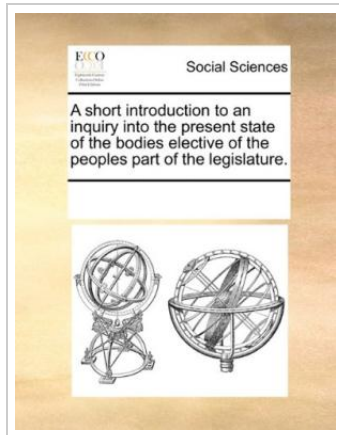 ECCO
Social Sciences
A short introduction to an
inquiry into the present state
of the bodies elective of the
peoples part of the legislature.